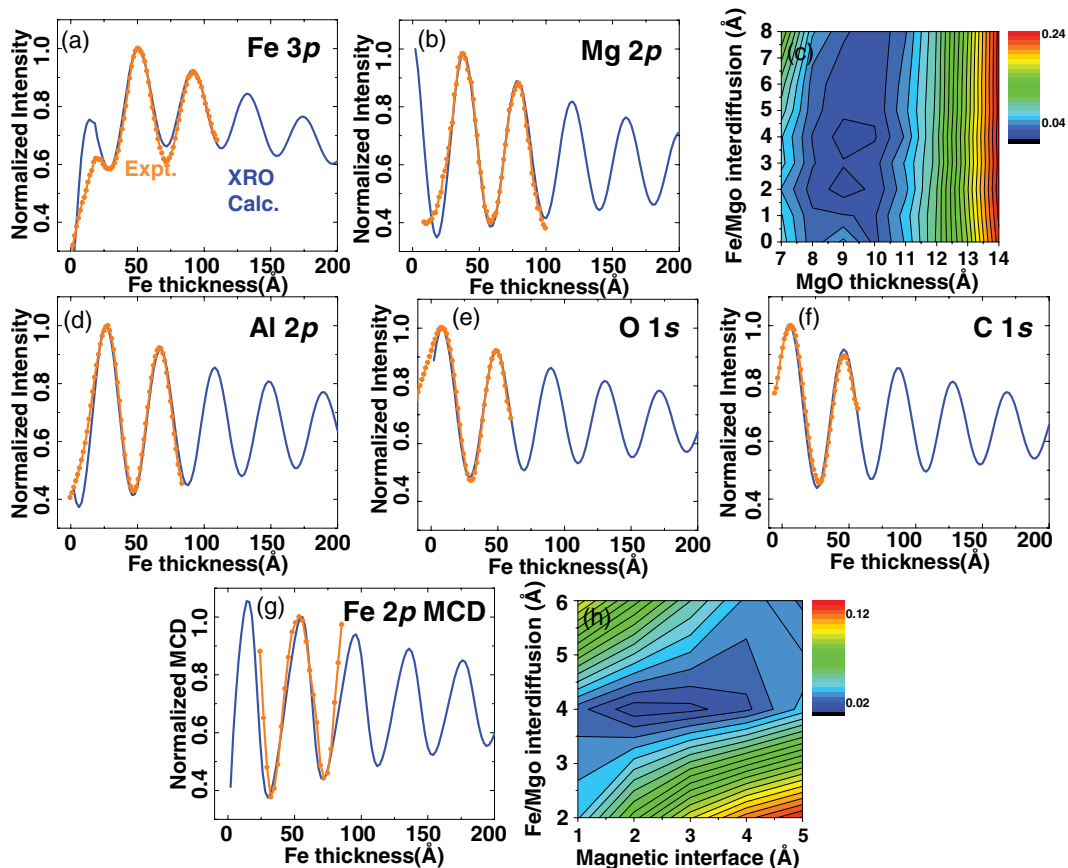 (a) Fe 3p
Normalized Intensity
1.0
0.8
0.6
0.4
Expt.
XRO
Calc.
0 50 100 150 200
Fe thickness(Å)
(b) Mg 2p
Normalized Intensity
1.0
0.8
0.6
0.4
0 50 100 150 200
Fe thickness(Å)
(c)
Fe/Mgo interdiffusion (Å)
8
7
6
5
4
3
2
1
0
7 8 9 10 11 12 13 14
MgO thickness(Å)
0.24
0.04
(d) Al 2p
Normalized Intensity
1.0
0.8
0.6
0.4
0 50 100 150 200
Fe thickness(Å)
(e) O 1s
Normalized Intensity
1.0
0.8
0.6
0.4
0 50 100 150 200
Fe thickness(Å)
(f) C 1s
Normalized Intensity
1.0
0.8
0.6
0.4
0 50 100 150 200
Fe thickness(Å)
(g) Fe 2p MCD
Normalized MCD
1.0
0.8
0.6
0.4
0 50 100 150 200
Fe thickness(Å)
(h)
Fe/Mgo interdiffusion (Å)
6
5
4
3
2
1 2 3 4 5
Magnetic interface (Å)
0.12
0.02